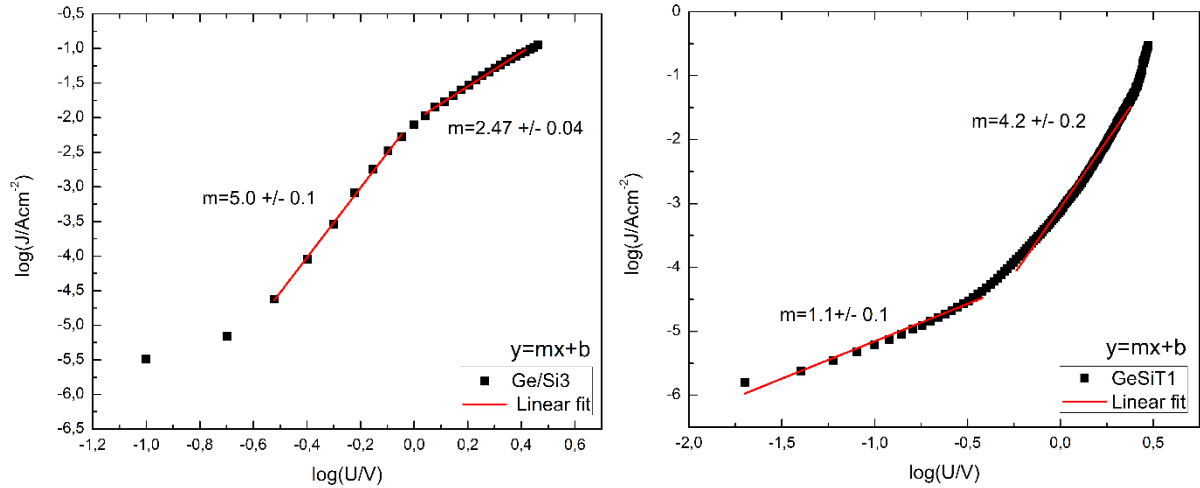 -0,5
-1,0
-1,5
-2,0
-2,5
-3,0
-3,5
-4,0
-4,5
-5,0
-5,5
-6,0
-6,5
log(J/Acm⁻²)
m=2.47 +/- 0.04
m=5.0 +/- 0.1
y=mx+b
Ge/Si3
Linear fit
-1,2 -1,0 -0,8 -0,6 -0,4 -0,2 0,0 0,2 0,4 0,6
log(U/V)
0
-1
-2
-3
-4
-5
-6
log(J/Acm⁻²)
m=4.2 +/- 0.2
m=1.1+/- 0.1
y=mx+b
GeSiT1
Linear fit
-2,0 -1,5 -1,0 -0,5 0,0 0,5
log(U/V)